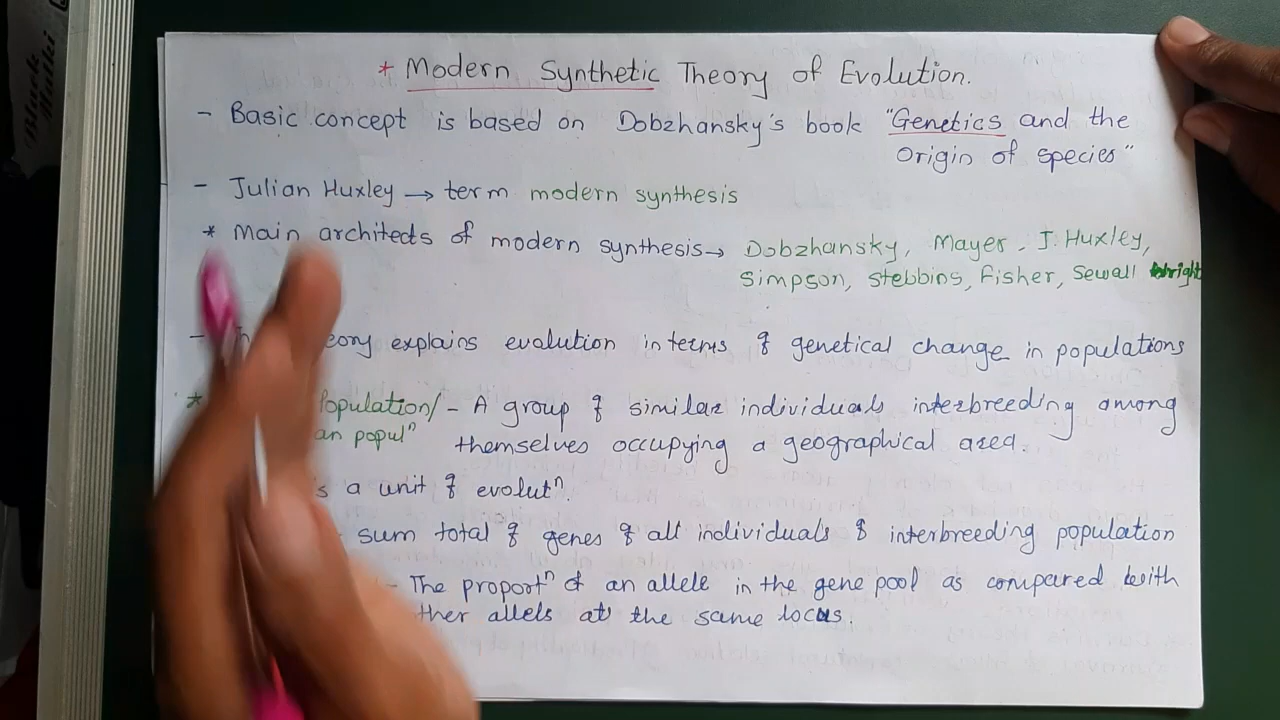 * Modern Synthetic Theory of Evolution.
- Basic concept is based on Dobzhansky's book "Genetics and the
Origin of species"
- Julian Huxley → term modern synthesis
* Main architects of modern synthesis → Dobzhansky, Mayer, J. Huxley,
Simpson, Stebbins, Fisher, Sewall wright
- explains evolution in terms of genetical change in populations
* Population/ - A group of similar individuals interbreeding among
populⁿ themselves occupying a geographical area.
a unit of evolutⁿ.
sum total of genes of all individuals of interbreeding population
- The proportⁿ of an allele in the gene pool as compared with
allels at the same locus.